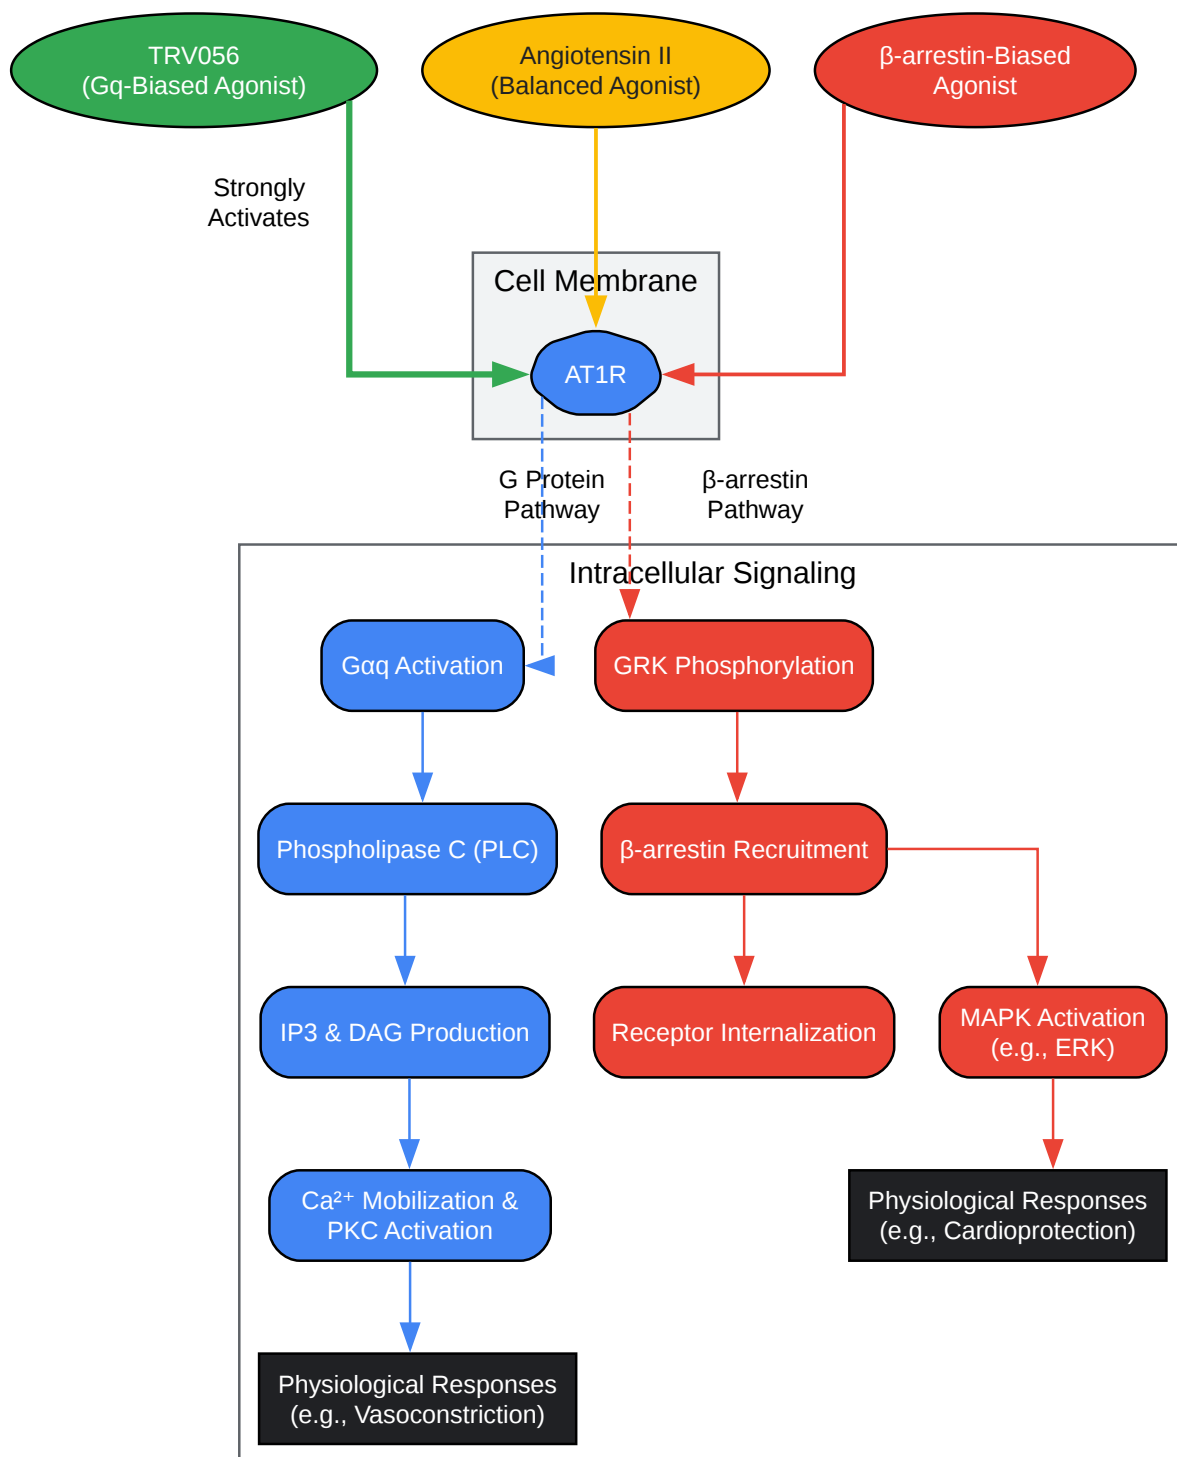 TRV056
(Gq-Biased Agonist)
Angiotensin II
(Balanced Agonist)
β-arrestin-Biased
Agonist
Strongly
Activates
Cell Membrane
AT1R
G Protein
Pathway
β-arrestin
Pathway
Intracellular Signaling
Gαq Activation
GRK Phosphorylation
Phospholipase C (PLC)
β-arrestin Recruitment
IP3 & DAG Production
Receptor Internalization
MAPK Activation
(e.g., ERK)
Ca²⁺ Mobilization &
PKC Activation
Physiological Responses
(e.g., Cardioprotection)
Physiological Responses
(e.g., Vasoconstriction)